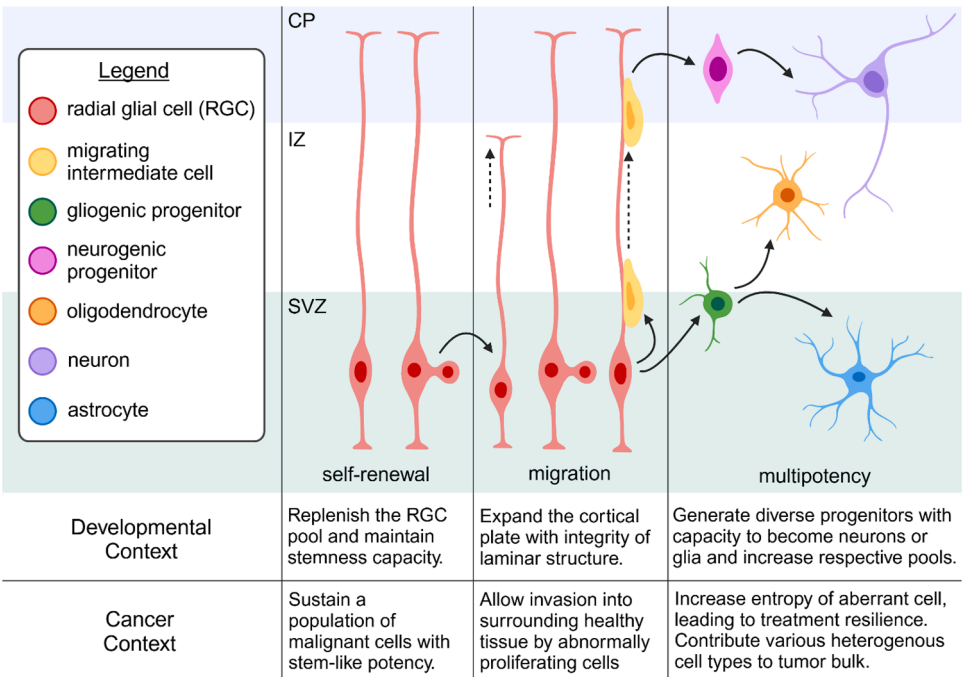 CP
Legend
radial glial cell (RGC)
migrating
intermediate cell
gliogenic progenitor
neurogenic
progenitor
oligodendrocyte
neuron
astrocyte
IZ
SVZ
self-renewal
migration
multipotency
Developmental
Context
Replenish the RGC
pool and maintain
stemness capacity.
Expand the cortical
plate with integrity of
laminar structure.
Generate diverse progenitors with
capacity to become neurons or
glia and increase respective pools.
Cancer
Context
Sustain a
population of
malignant cells with
stem-like potency.
Allow invasion into
surrounding healthy
tissue by abnormally
proliferating cells
Increase entropy of aberrant cell,
leading to treatment resilience.
Contribute various heterogenous
cell types to tumor bulk.